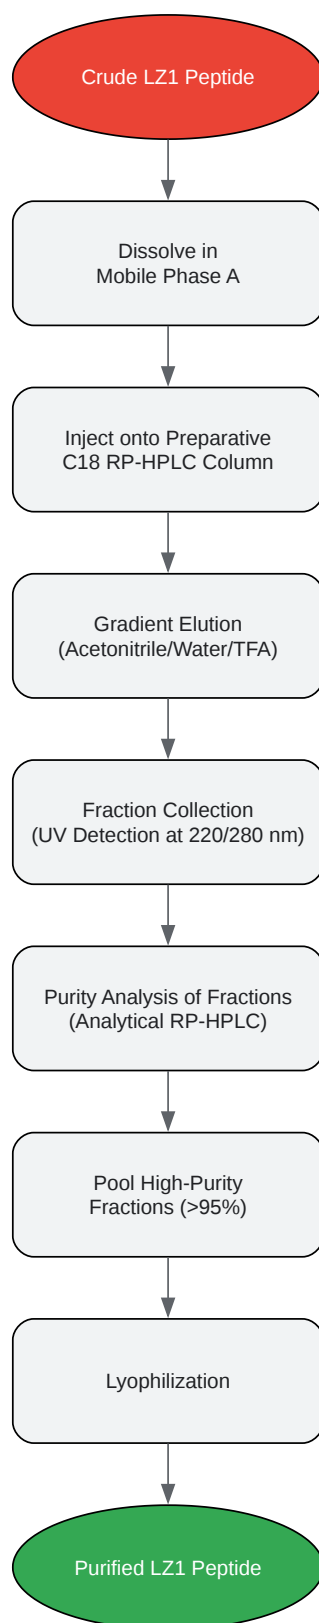 Crude LZ1 Peptide
Dissolve in
Mobile Phase A
Inject onto Preparative
C18 RP-HPLC Column
Gradient Elution
(Acetonitrile/Water/TFA)
Fraction Collection
(UV Detection at 220/280 nm)
Purity Analysis of Fractions
(Analytical RP-HPLC)
Pool High-Purity
Fractions (>95%)
Lyophilization
Purified LZ1 Peptide